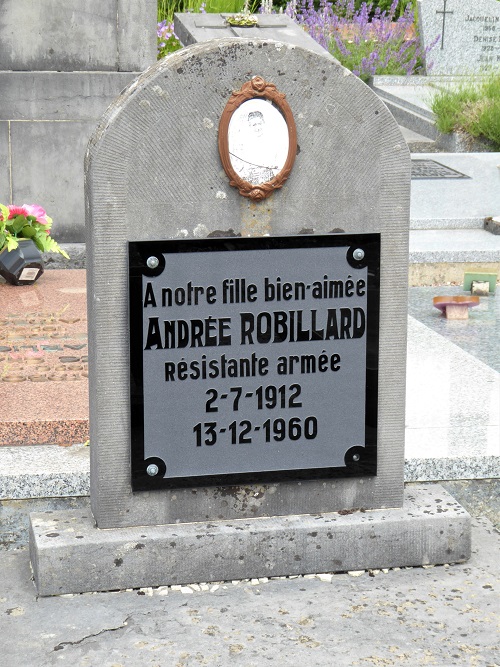 A notre fille bien-aimée
ANDRÉE ROBILLARD
Résistante armée
2-7-1912
13-12-1960